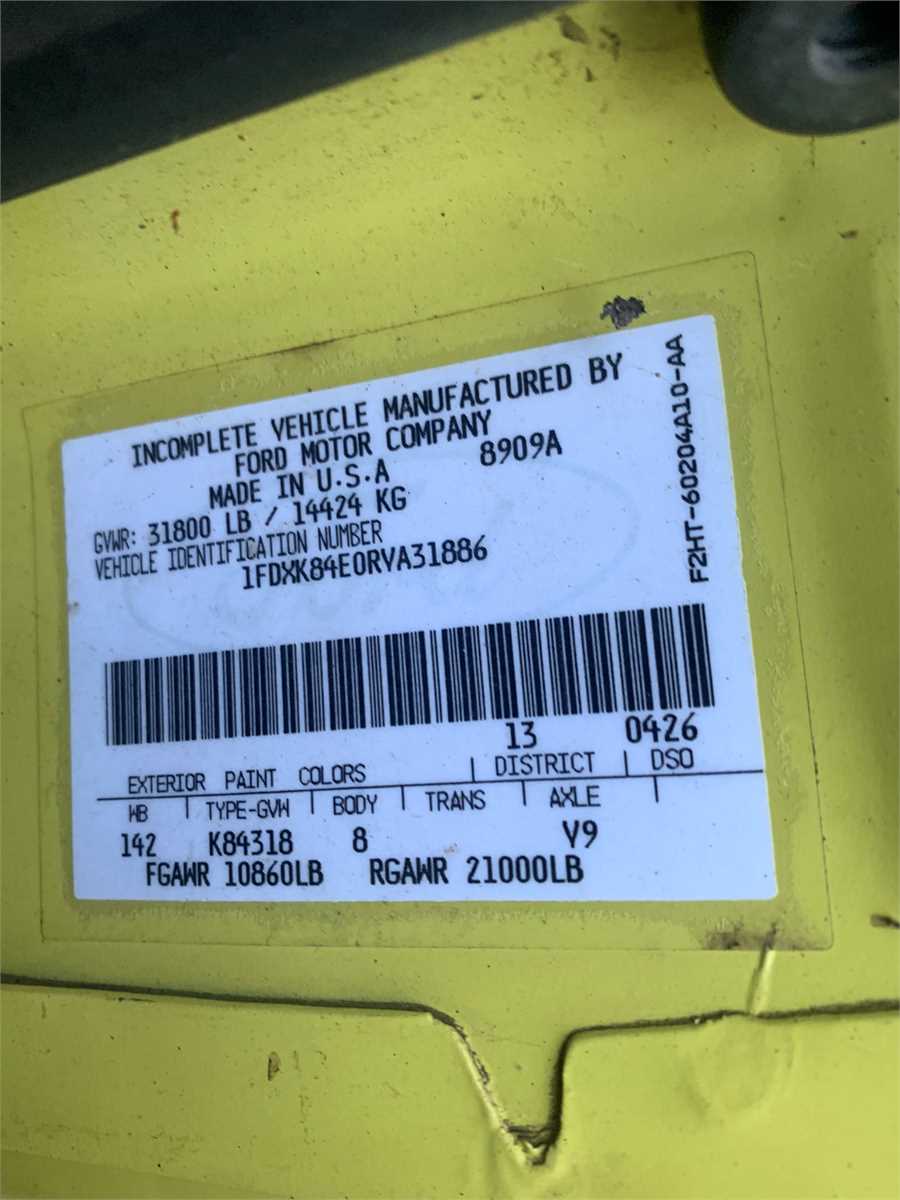 INCOMPLETE VEHICLE MANUFACTURED BY
FORD MOTOR COMPANY
MADE IN U.S.A 8909A
GVWR: 31800 LB / 14424 KG
VEHICLE IDENTIFICATION NUMBER
1FDXK84E0RVA31886
F2HT-60204A10-AA
13 0426
EXTERIOR PAINT COLORS DISTRICT DSO
WB TYPE-GVW BODY TRANS AXLE
142 K84318 8 Y9
FGAWR 10860LB RGAWR 21000LB